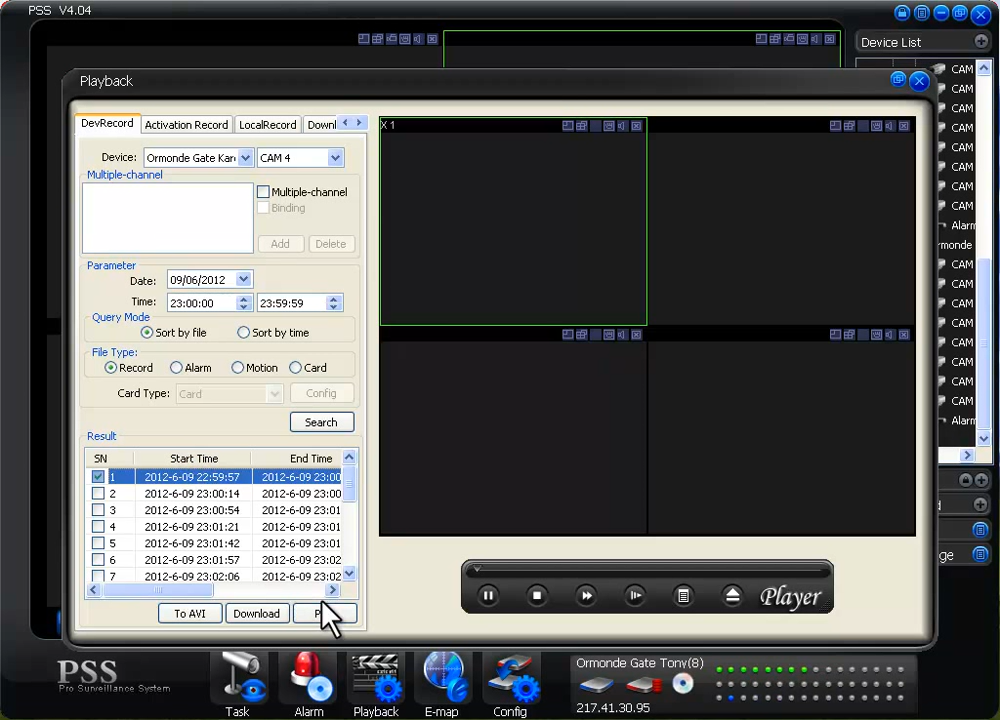 PSS V4.04
Device List
Playback
DevRecord
Activation Record
LocalRecord
Downl
Device:
Ormonde Gate Kar
CAM 4
Multiple-channel
Multiple-channel
Binding
Add
Delete
Parameter
Date:
09/06/2012
Time:
23:00:00
23:59:59
Query Mode
Sort by file
Sort by time
File Type:
Record
Alarm
Motion
Card
Card Type:
Card
Config
Search
Result
SN Start Time End Time
1 2012-6-09 22:59:57 2012-6-09 23:00
2 2012-6-09 23:00:14 2012-6-09 23:00
3 2012-6-09 23:00:54 2012-6-09 23:01
4 2012-6-09 23:01:21 2012-6-09 23:01
5 2012-6-09 23:01:42 2012-6-09 23:01
6 2012-6-09 23:01:57 2012-6-09 23:02
7 2012-6-09 23:02:06 2012-6-09 23:02
To AVI
Download
X 1
Player
CAM
CAM
CAM
CAM
CAM
CAM
CAM
CAM
Alarm
rmonde
CAM
CAM
CAM
CAM
CAM
CAM
CAM
CAM
Alarm
d
ge
PSS
Pro Surveillance System
Task
Alarm
Playback
E-map
Config
Ormonde Gate Tony(8)
217.41.30.95